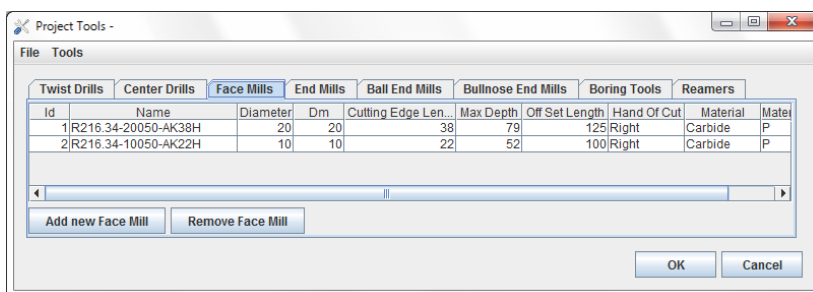 Project Tools -
File Tools
Twist Drills Center Drills Face Mills End Mills Ball End Mills Bullnose End Mills Boring Tools Reamers
Id Name Diameter Dm Cutting Edge Len... Max Depth Off Set Length Hand Of Cut Material Mater
1 R216.34-20050-AK38H 20 20 38 79 125 Right Carbide P
2 R216.34-10050-AK22H 10 10 22 52 100 Right Carbide P
Add new Face Mill Remove Face Mill
OK Cancel